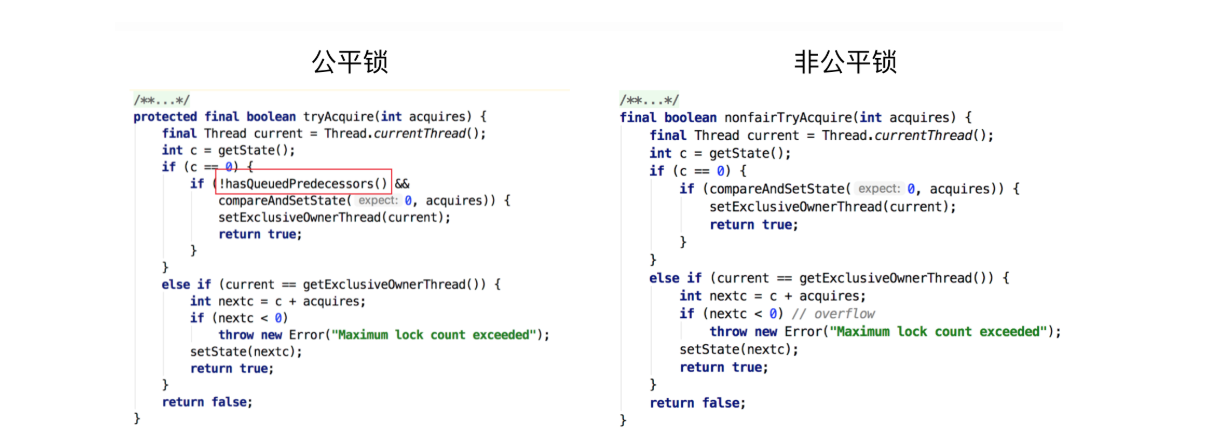 公平锁
/**...*/
protected final boolean tryAcquire(int acquires) {
final Thread current = Thread.currentThread();
int c = getState();
if (c == 0) {
if (!hasQueuedPredecessors() &&
compareAndSetState( expect: 0, acquires)) {
setExclusiveOwnerThread(current);
return true;
}
}
else if (current == getExclusiveOwnerThread()) {
int nextc = c + acquires;
if (nextc < 0)
throw new Error("Maximum lock count exceeded");
setState(nextc);
return true;
}
return false;
}
非公平锁
/**...*/
final boolean nonfairTryAcquire(int acquires) {
final Thread current = Thread.currentThread();
int c = getState();
if (c == 0) {
if (compareAndSetState( expect: 0, acquires)) {
setExclusiveOwnerThread(current);
return true;
}
}
else if (current == getExclusiveOwnerThread()) {
int nextc = c + acquires;
if (nextc < 0) // overflow
throw new Error("Maximum lock count exceeded");
setState(nextc);
return true;
}
return false;
}